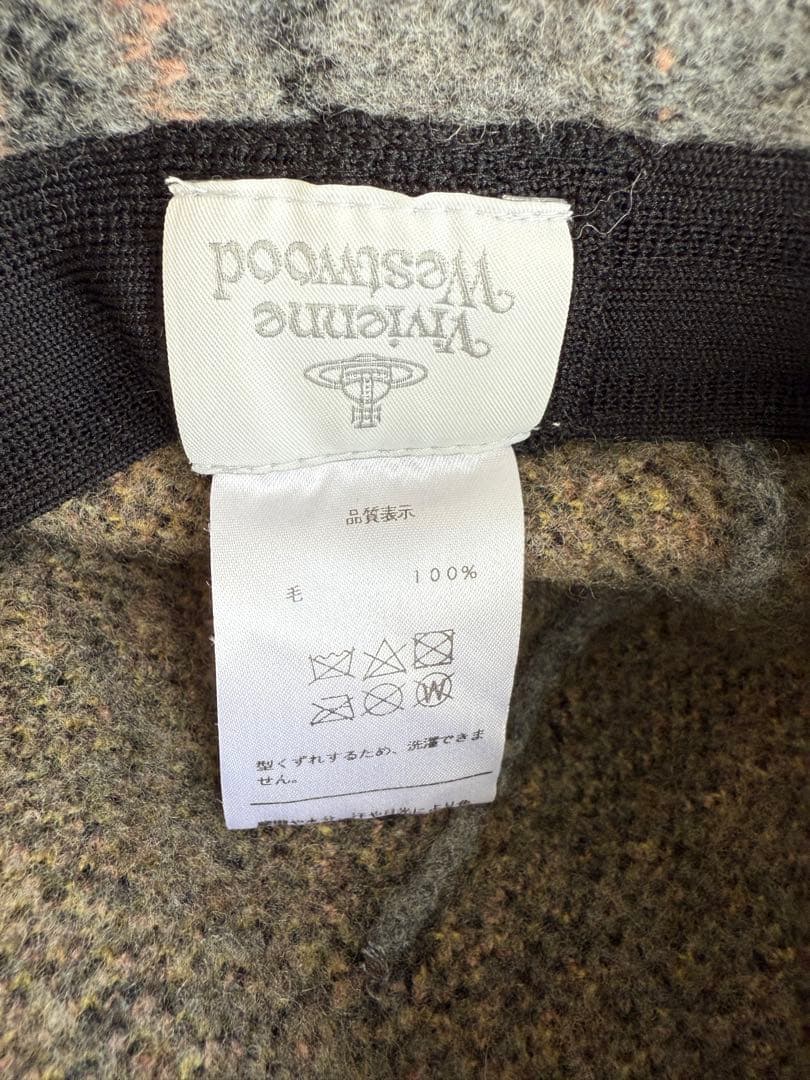 Vivienne
Westwood
品質表示
毛 100%
W
型くずれするため、洗濯できま
せん。